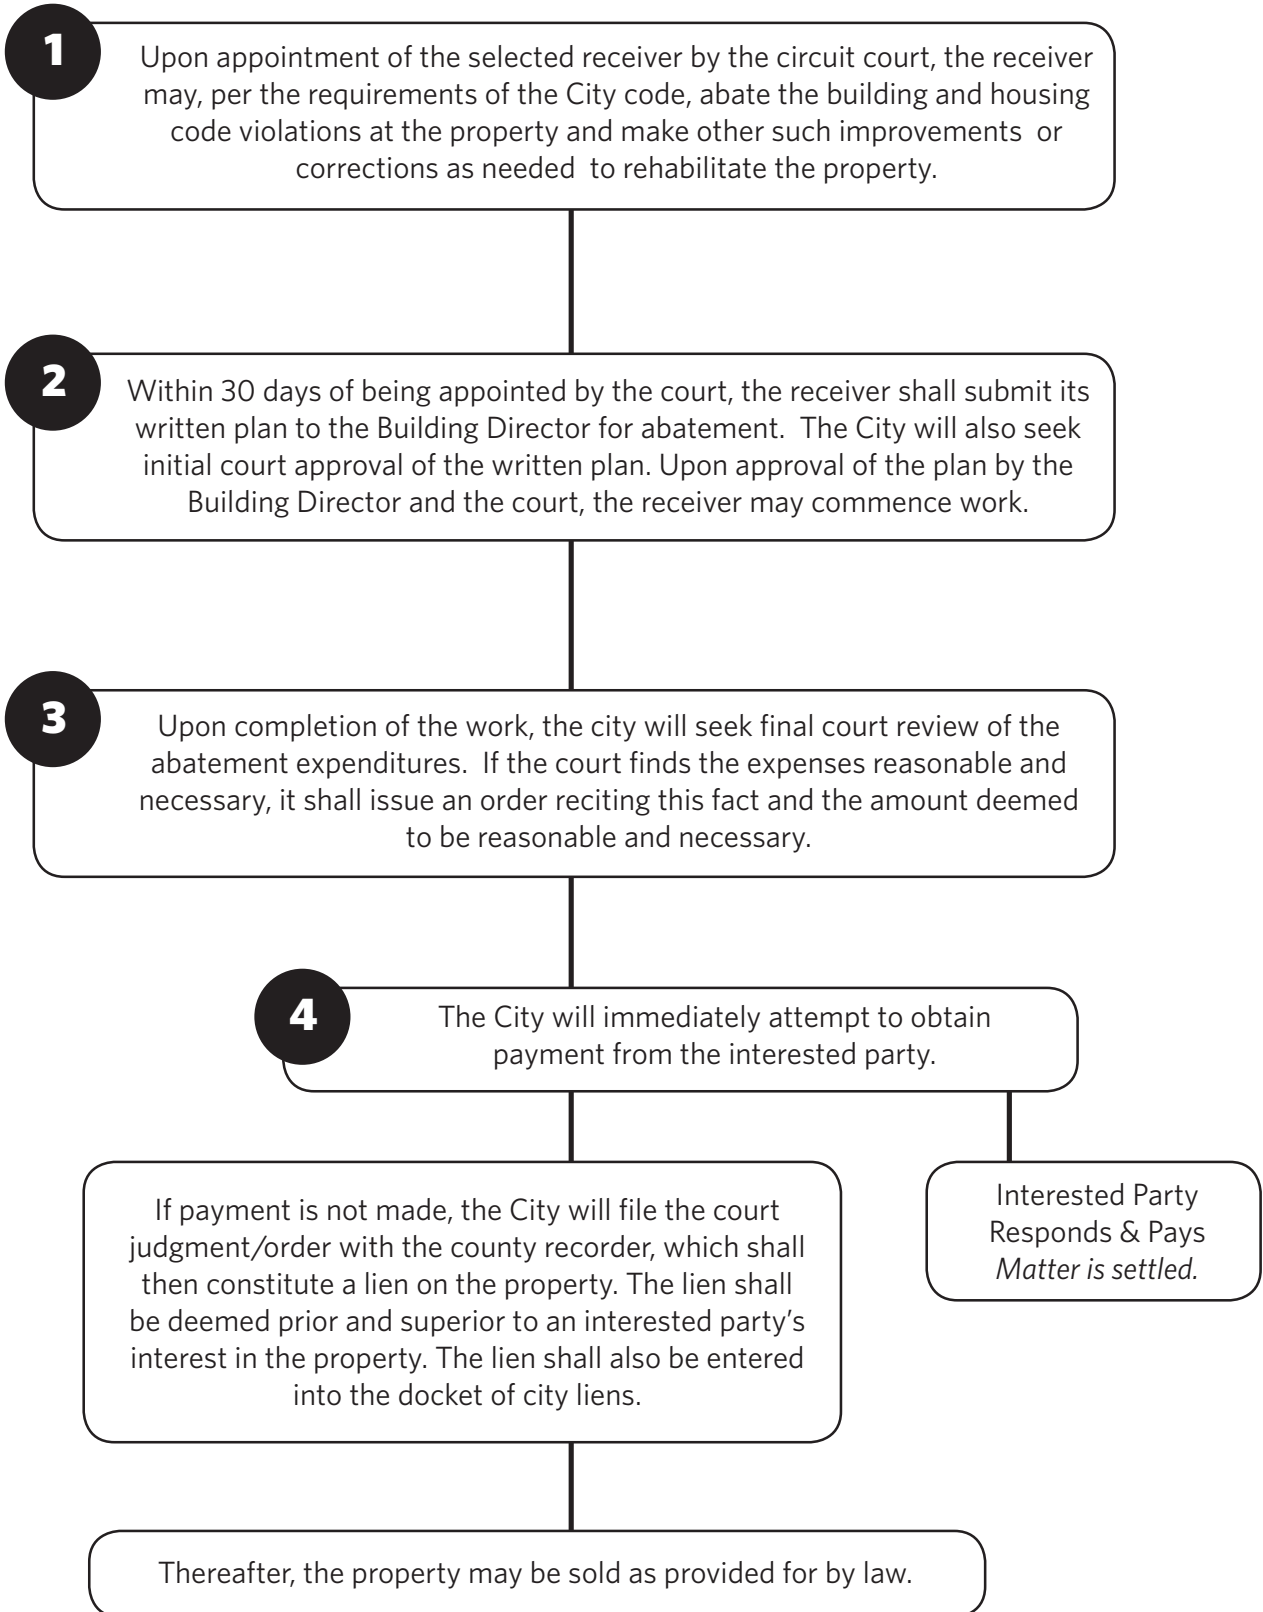 1
Upon appointment of the selected receiver by the circuit court, the receiver
may, per the requirements of the City code, abate the building and housing
code violations at the property and make other such improvements  or
corrections as needed  to rehabilitate the property.
2
Within 30 days of being appointed by the court, the receiver shall submit its
written plan to the Building Director for abatement.  The City will also seek
initial court approval of the written plan. Upon approval of the plan by the
Building Director and the court, the receiver may commence work.
3
Upon completion of the work, the city will seek final court review of the
abatement expenditures.  If the court finds the expenses reasonable and
necessary, it shall issue an order reciting this fact and the amount deemed
to be reasonable and necessary.
4
The City will immediately attempt to obtain
payment from the interested party.
If payment is not made, the City will file the court
judgment/order with the county recorder, which shall
then constitute a lien on the property. The lien shall
be deemed prior and superior to an interested party’s
interest in the property. The lien shall also be entered
into the docket of city liens.
Interested Party
Responds & Pays
Matter is settled.
Thereafter, the property may be sold as provided for by law.